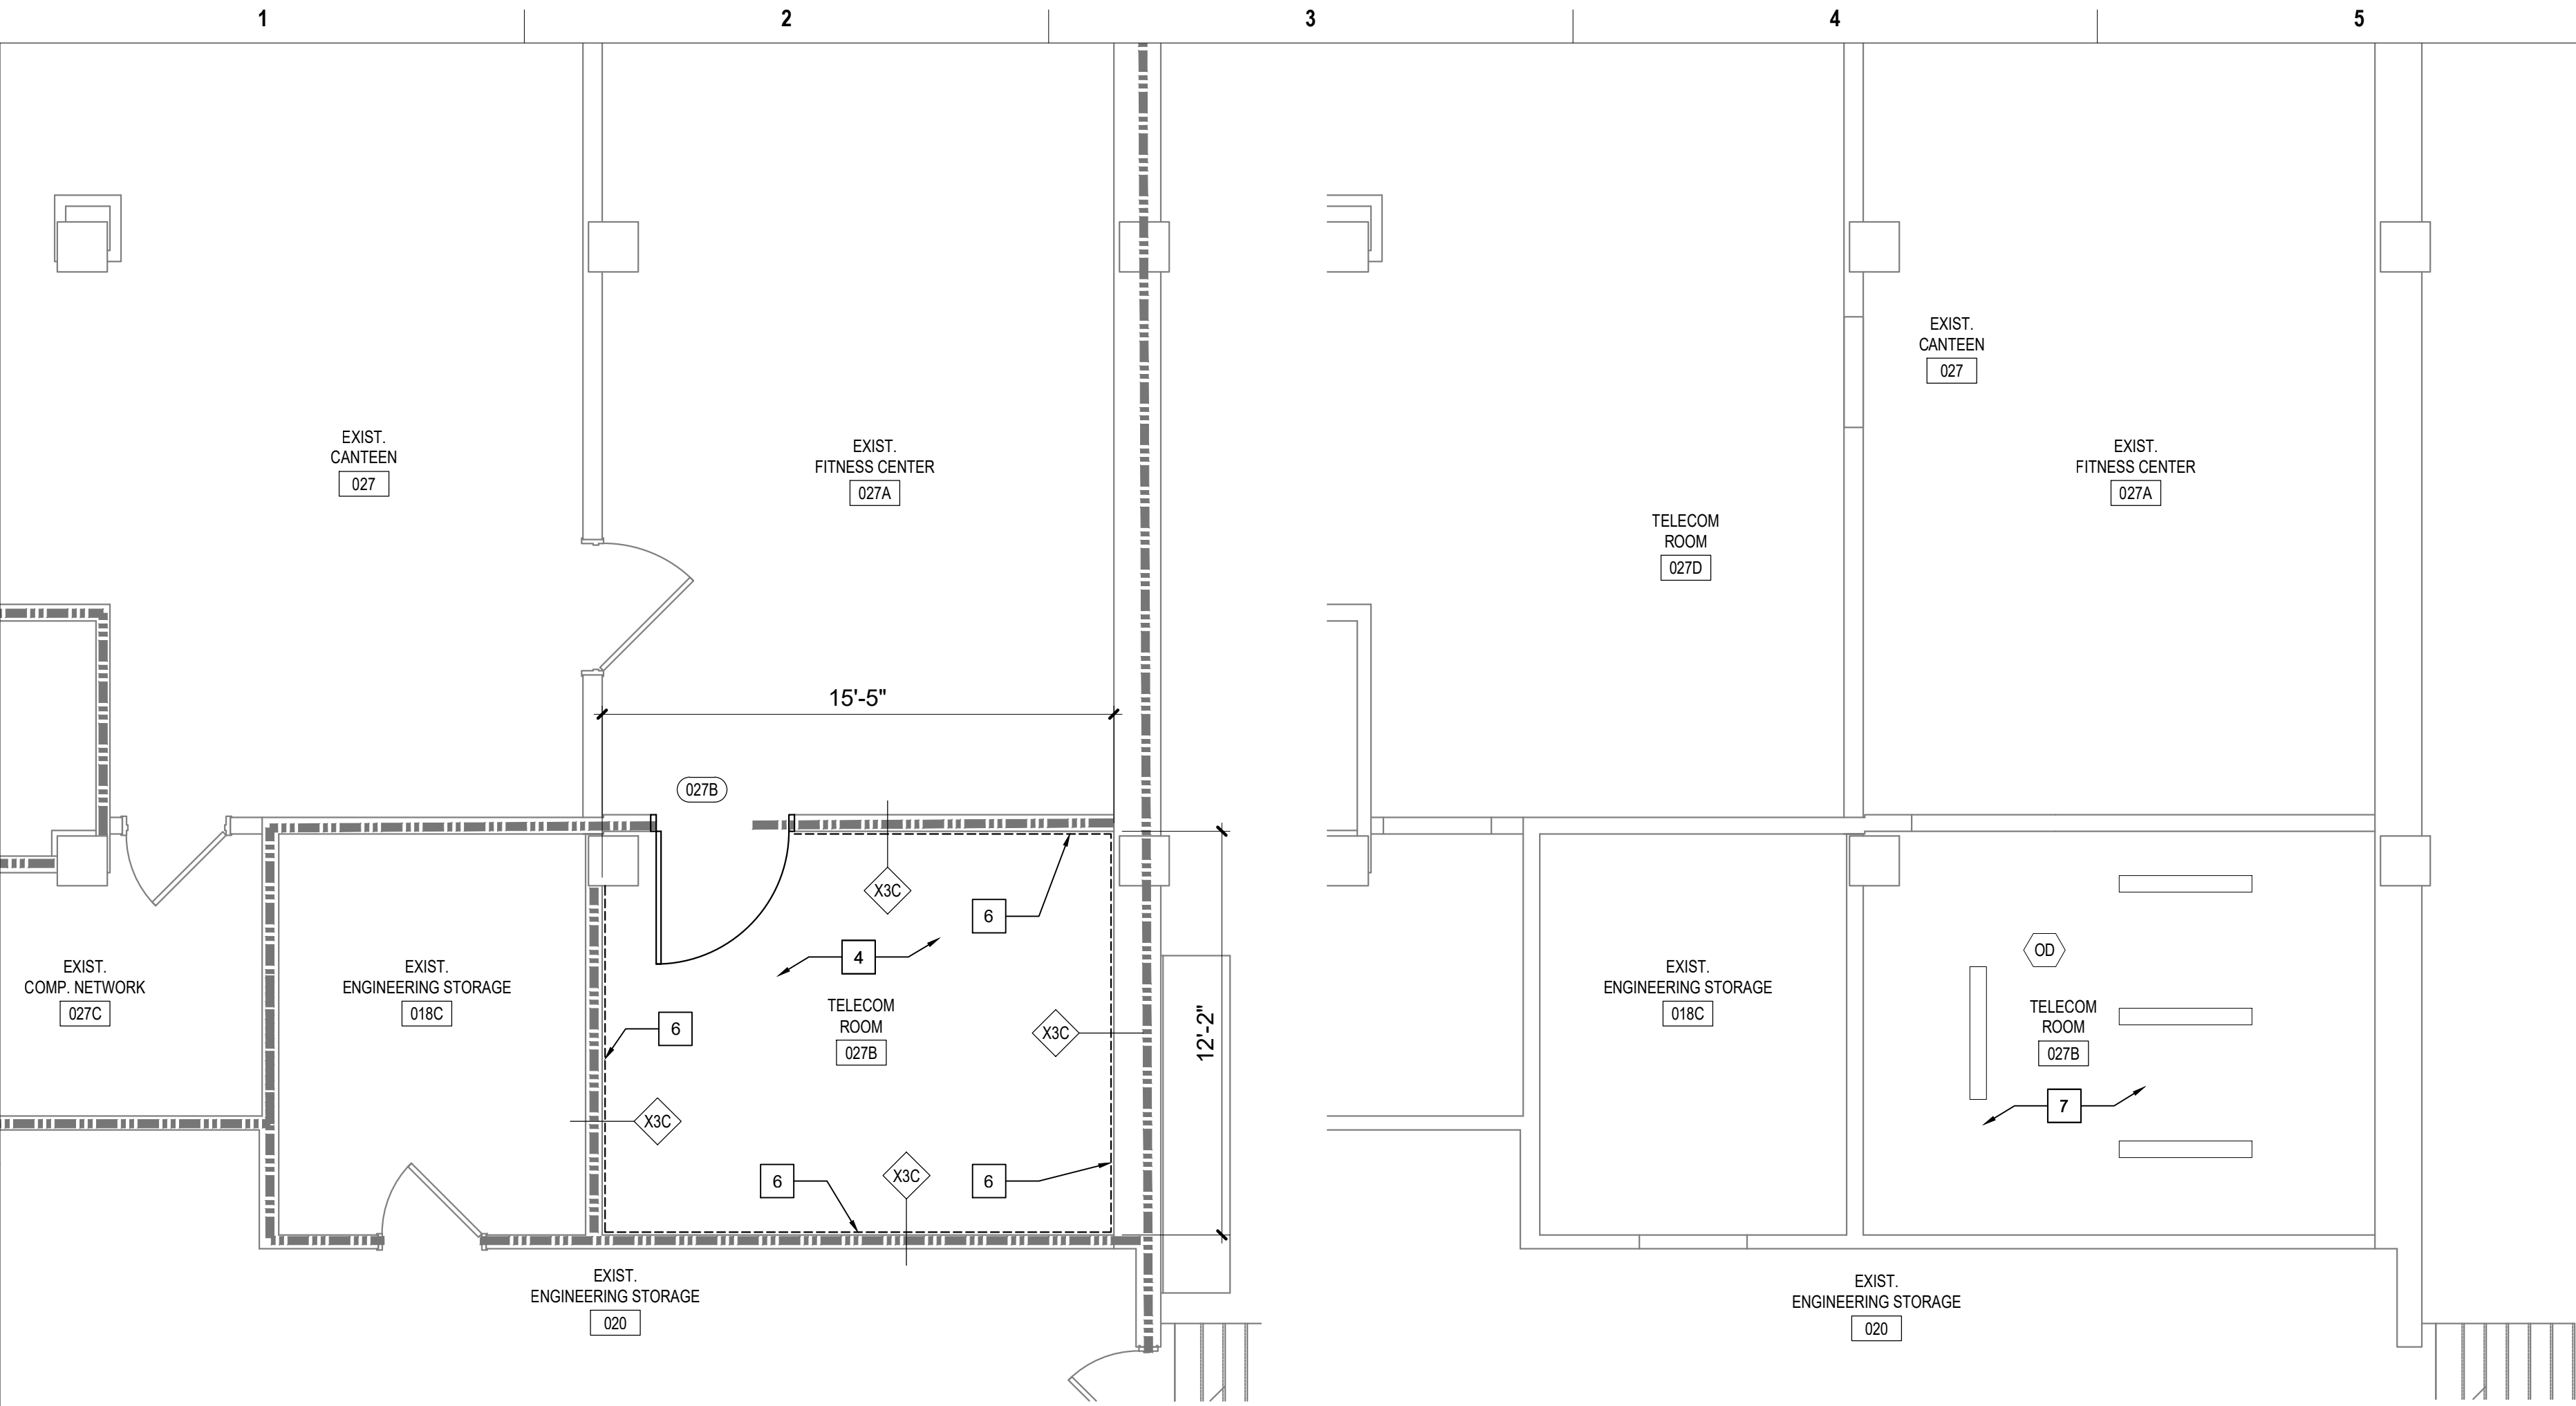 1
2
3
4
5
EXIST.
CANTEEN
027
EXIST.
FITNESS CENTER
027A
15'-5"
027B
X3C
6
4
EXIST.
COMP. NETWORK
027C
EXIST.
ENGINEERING STORAGE
018C
TELECOM
ROOM
027B
6
X3C
12'-2"
X3C
6
X3C
6
EXIST.
ENGINEERING STORAGE
020
EXIST.
CANTEEN
027
EXIST.
FITNESS CENTER
027A
TELECOM
ROOM
027D
EXIST.
ENGINEERING STORAGE
018C
OD
TELECOM
ROOM
027B
7
EXIST.
ENGINEERING STORAGE
020